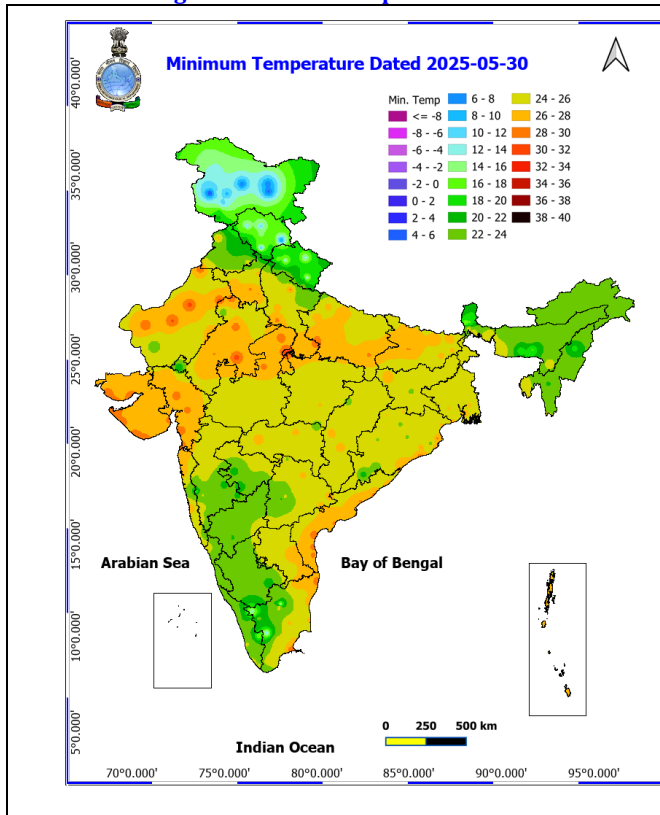 Minimum Temperature Dated 2025-05-30
Min. Temp
<= -8
-8 - -6
-6 - -4
-4 - -2
-2 - 0
0 - 2
2 - 4
4 - 6
6 - 8
8 - 10
10 - 12
12 - 14
14 - 16
16 - 18
18 - 20
20 - 22
22 - 24
24 - 26
26 - 28
28 - 30
30 - 32
32 - 34
34 - 36
36 - 38
38 - 40
40°0.000'
35°0.000'
30°0.000'
25°0.000'
20°0.000'
15°0.000'
10°0.000'
5°0.000'
Arabian Sea
Bay of Bengal
Indian Ocean
0 250 500 km
70°0.000' 75°0.000' 80°0.000' 85°0.000' 90°0.000' 95°0.000'